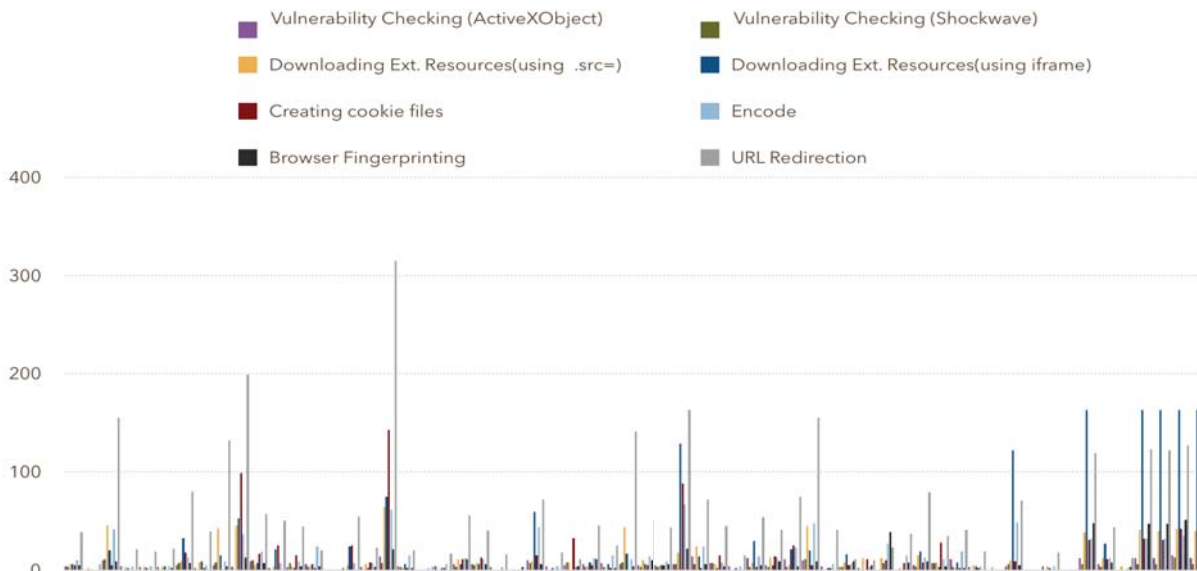 Vulnerability Checking (ActiveXObject)
Vulnerability Checking (Shockwave)
Downloading Ext. Resources(using .src=)
Downloading Ext. Resources(using iframe)
Creating cookie files
Encode
Browser Fingerprinting
URL Redirection
400
300
200
100
0